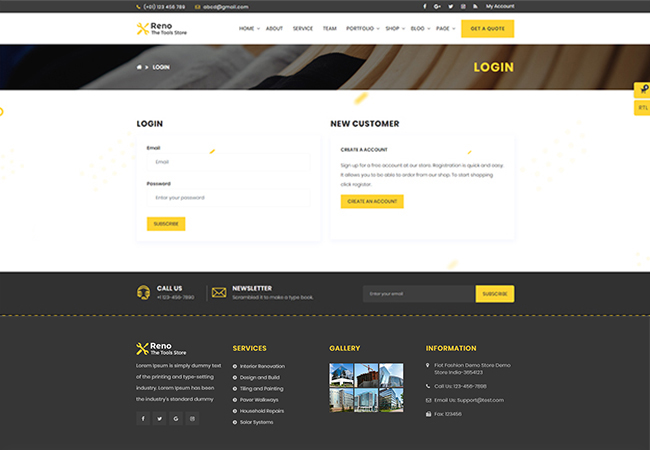 (+01) 123 456 789 abcd@gmail.com My Account
Reno
The Tools Store
HOME ABOUT SERVICE TEAM PORTFOLIO SHOP BLOG PAGE GET A QUOTE
LOGIN LOGIN
RTL
LOGIN
Email
Email
Password
Enter your password
SUBSCRIBE
NEW CUSTOMER
CREATE A ACCOUNT
Sign up for a free account at our store. Registration is quick and easy.
It allows you to be able to order from our shop. To start shopping
click register.
CREATE AN ACCOUNT
CALL US
+1 123-456-7890
NEWSLETTER
Scrambled it to make a type book.
Enter your email SUBSCRIBE
Reno
The Tools Store
Lorem Ipsum is simply dummy text
of the printing and type-setting
industry. Lorem Ipsum has been
industry's standard dummy
SERVICES
Interior Renovation
Design and Build
Tiling and Painting
Paver Walkways
Household Repairs
Solar Systems
GALLERY
INFORMATION
Fiot Fashion Demo Store Demo
Store India-3654123
Call Us: 123-456-7898
Email Us: Support@test.com
Fax: 123456